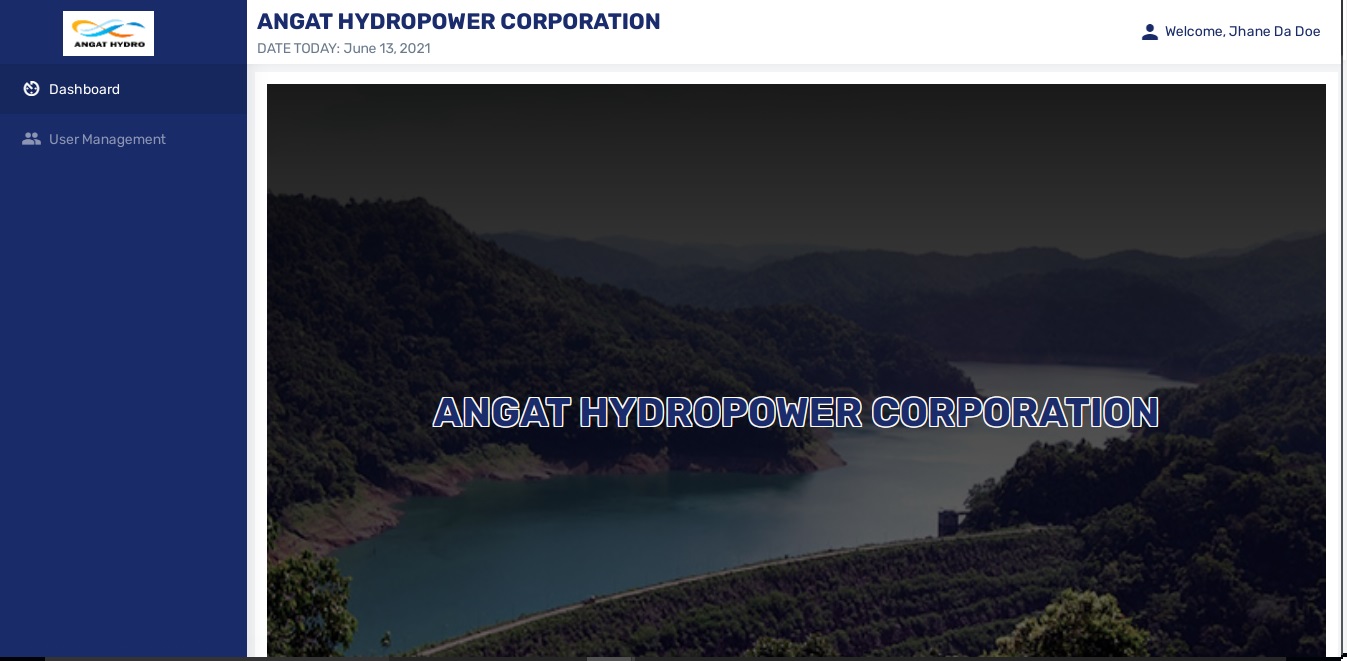 ANGAT HYDRO
ANGAT HYDROPOWER CORPORATION
DATE TODAY: June 13, 2021
Welcome, Jhane Da Doe
Dashboard
User Management
ANGAT HYDROPOWER CORPORATION